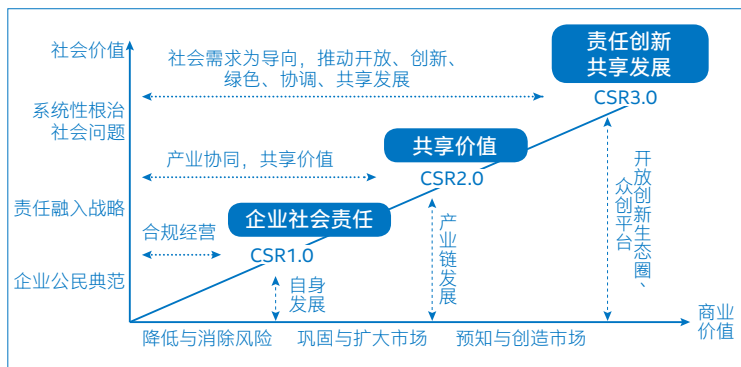 社会价值
社会需求为导向，推动开放、创新、
绿色、协调、共享发展
责任创新
共享发展
CSR3.0
系统性根治
社会问题
产业协同，共享价值
共享价值
CSR2.0
责任融入战略
合规经营
企业社会责任
CSR1.0
企业公民典范
自身
发展
产业链发展
开放创新生态圈、
众创平台
商业
价值
降低与消除风险
巩固与扩大市场
预知与创造市场